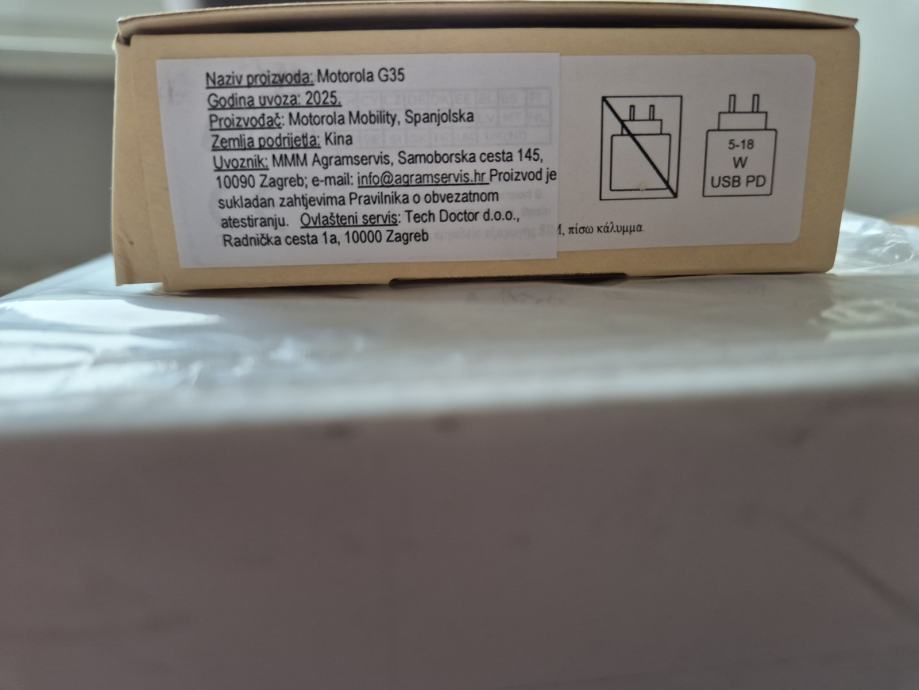 Naziv proizvoda: Motorola G35
Godina uvoza: 2025.
Proizvođač: Motorola Mobility, Spanjolska
Zemlja podrijetla: Kina
Uvoznik: MMM Agramservis, Samoborska cesta 145,
10090 Zagreb; e-mail: info@agramservis.hr Proizvod je
sukladan zahtjevima Pravilnika o obvezatnom
atestiranju. Ovlašteni servis: Tech Doctor d.o.o.,
Radnička cesta 1a, 10000 Zagreb
πίσω κάλυμμα
5-18
W
USB PD